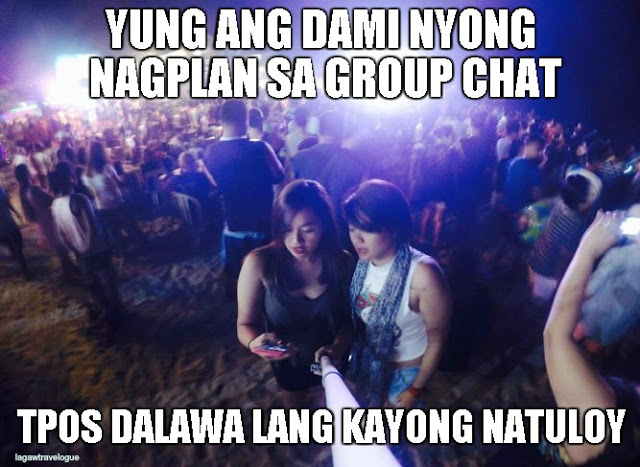 YUNG ANG DAMI NYONG
NAGPLAN SA GROUP CHAT
TPOS DALAWA LANG KAYONG NATULOY
lagawtravelogue